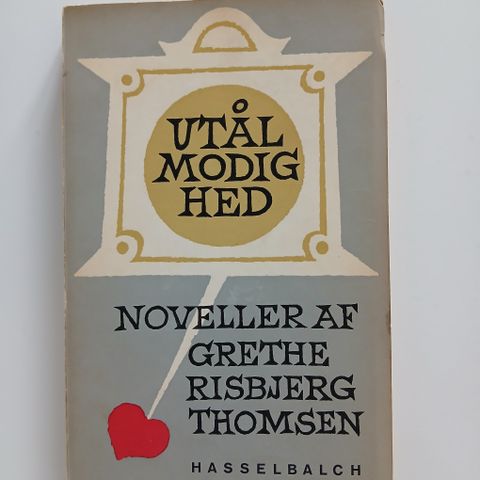 UTÅL
MODIG
HED
NOVELLER AF
GRETHE
RISBJERG
THOMSEN
HASSELBALCH